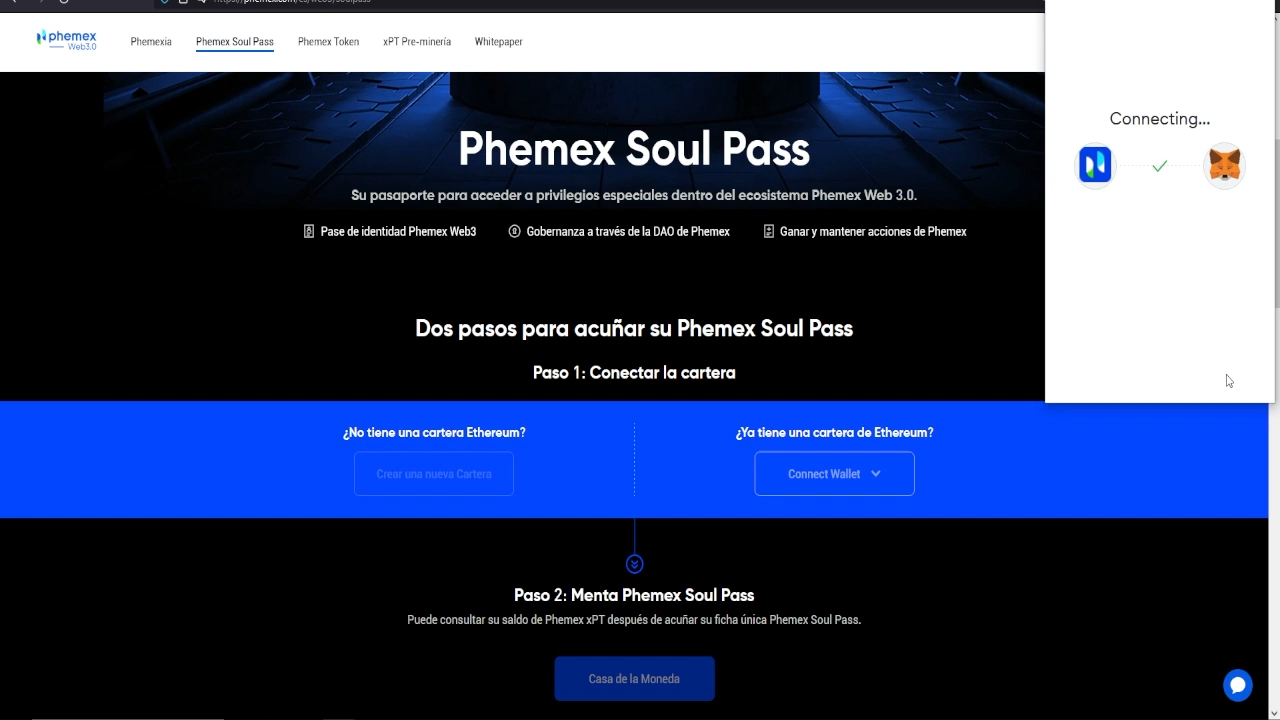 phemex
Web3.0
Phemexia
Phemex Soul Pass
Phemex Token
xPT Pre-minería
Whitepaper
Connecting...
Phemex Soul Pass
Su pasaporte para acceder a privilegios especiales dentro del ecosistema Phemex Web 3.0.
Pase de identidad Phemex Web3
Gobernanza a través de la DAO de Phemex
Ganar y mantener acciones de Phemex
Dos pasos para acuñar su Phemex Soul Pass
Paso 1: Conectar la cartera
¿No tiene una cartera Ethereum?
Crear una nueva Cartera
¿Ya tiene una cartera de Ethereum?
Connect Wallet
Paso 2: Menta Phemex Soul Pass
Puede consultar su saldo de Phemex xPT después de acuñar su ficha única Phemex Soul Pass.
Casa de la Moneda